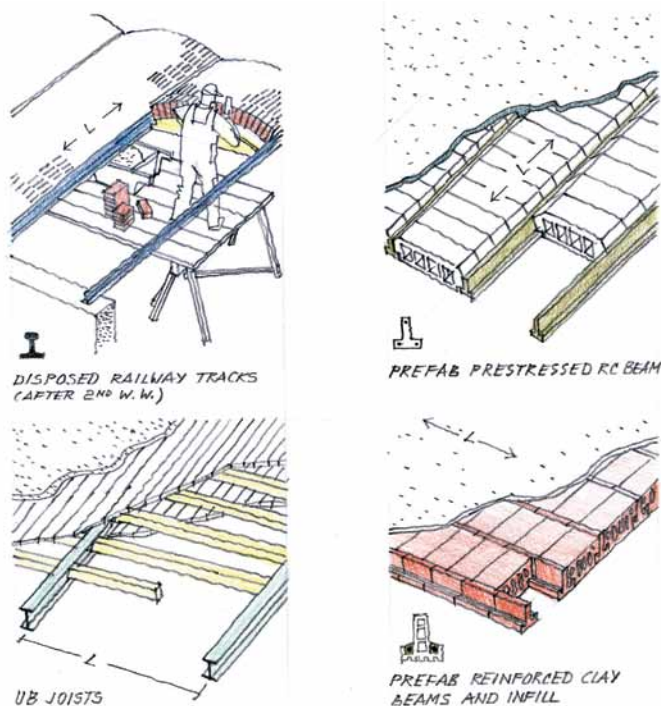 L
DISPOSED RAILWAY TRACKS
(AFTER 2ND W.W.)
L
PREFAB PRESTRESSED RC BEAM
L
UB JOISTS
L
PREFAB REINFORCED CLAY
BEAMS AND INFILL